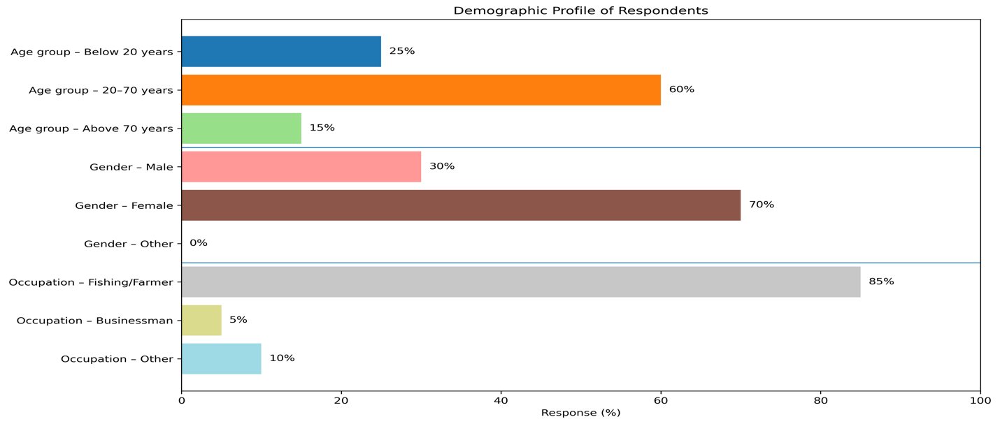 Demographic Profile of Respondents
Age group – Below 20 years 25%
Age group – 20–70 years 60%
Age group – Above 70 years 15%
Gender – Male 30%
Gender – Female 70%
Gender – Other 0%
Occupation – Fishing/Farmer 85%
Occupation – Businessman 5%
Occupation – Other 10%
0 20 40 60 80 100
Response (%)